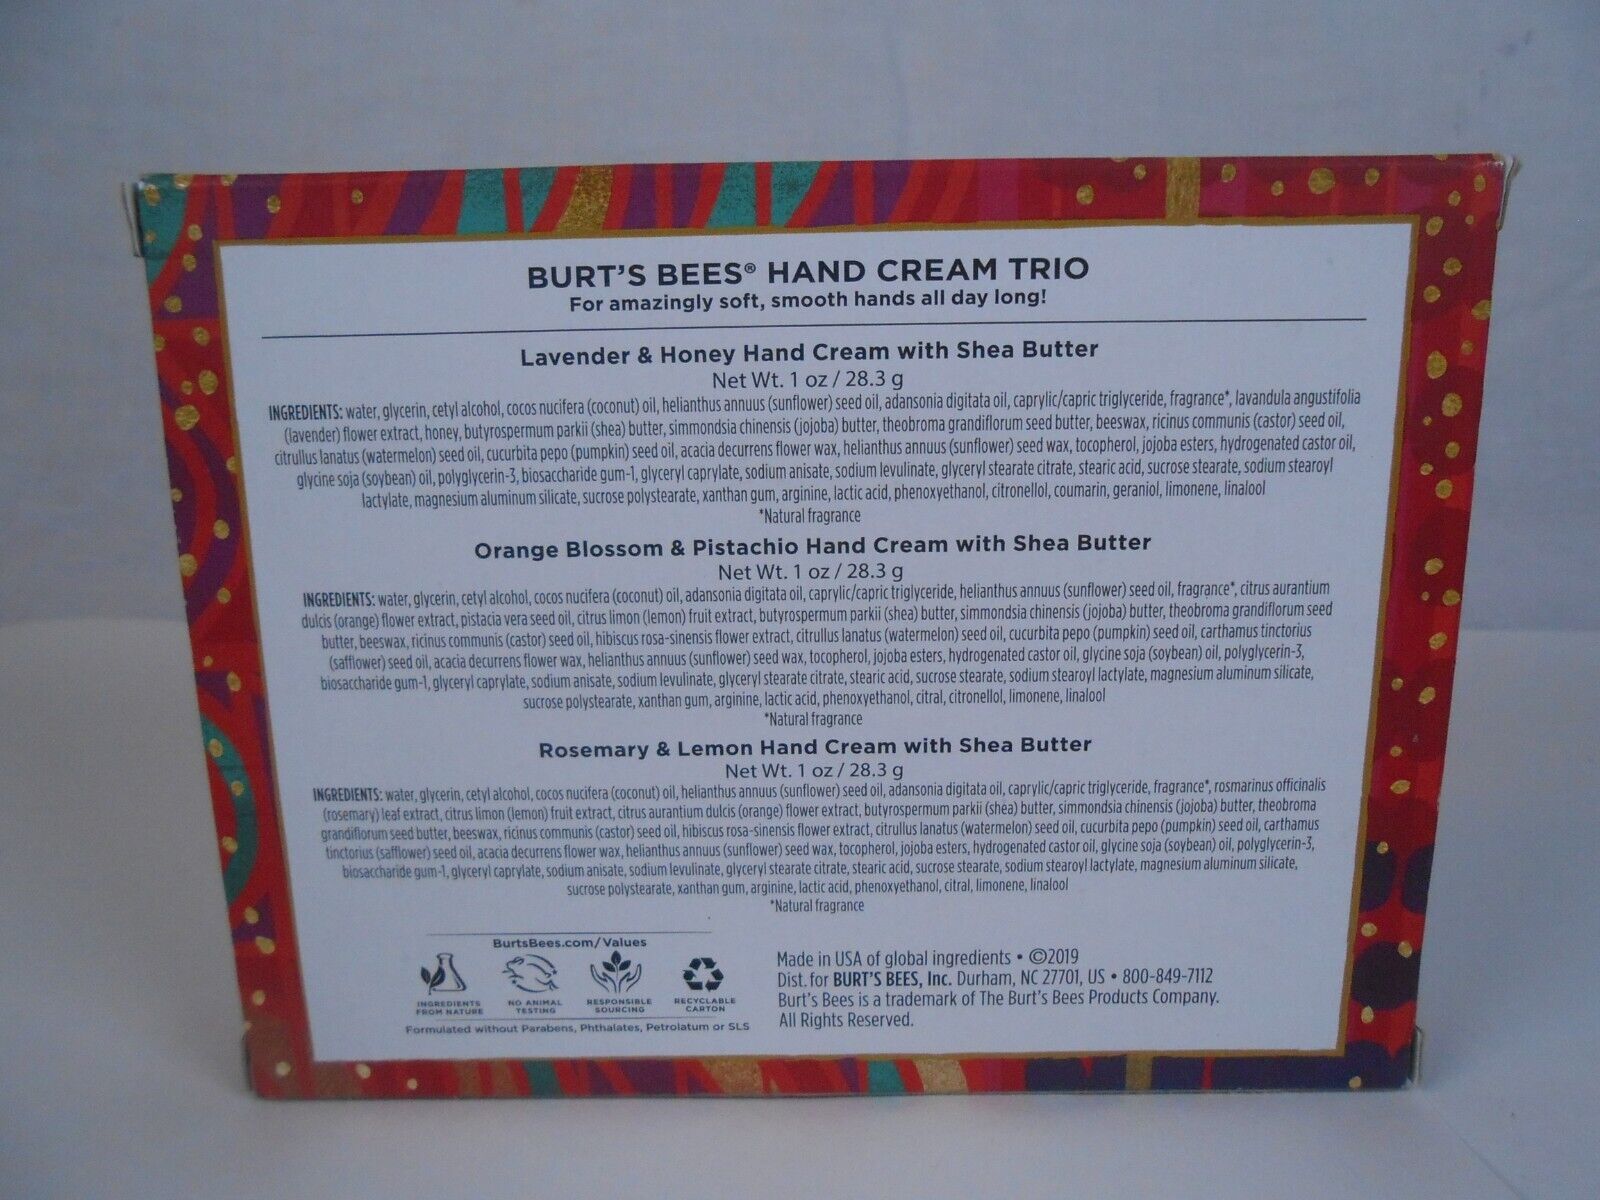 BURT'S BEES® HAND CREAM TRIO
For amazingly soft, smooth hands all day long!
Lavender & Honey Hand Cream with Shea Butter
Net Wt. 1 oz / 28.3 g
INGREDIENTS: water, glycerin, cetyl alcohol, cocos nucifera (coconut) oil, helianthus annuus (sunflower) seed oil, adansonia digitata oil, caprylic/capric triglyceride, fragrance*, lavandula angustifolia
(lavender) flower extract, honey, butyrospermum parkii (shea) butter, simmondsia chinensis (jojoba) butter, theobroma grandiflorum seed butter, beeswax, ricinus communis (castor) seed oil,
citrullus lanatus (watermelon) seed oil, cucurbita pepo (pumpkin) seed oil, acacia decurrens flower wax, helianthus annuus (sunflower) seed wax, tocopherol, jojoba esters, hydrogenated castor oil,
glycine soja (soybean) oil, polyglycerin-3, biosaccharide gum-1, glyceryl caprylate, sodium anisate, sodium levulinate, glyceryl stearate citrate, stearic acid, sucrose stearate, sodium stearoyl
lactylate, magnesium aluminum silicate, sucrose polystearate, xanthan gum, arginine, lactic acid, phenoxyethanol, citronellol, coumarin, geraniol, limonene, linalool
*Natural fragrance
Orange Blossom & Pistachio Hand Cream with Shea Butter
Net Wt. 1 oz / 28.3 g
INGREDIENTS: water, glycerin, cetyl alcohol, cocos nucifera (coconut) oil, adansonia digitata oil, caprylic/capric triglyceride, helianthus annuus (sunflower) seed oil, fragrance*, citrus aurantium
dulcis (orange) flower extract, pistacia vera seed oil, citrus limon (lemon) fruit extract, butyrospermum parkii (shea) butter, simmondsia chinensis (jojoba) butter, theobroma grandiflorum seed
butter, beeswax, ricinus communis (castor) seed oil, hibiscus rosa-sinensis flower extract, citrullus lanatus (watermelon) seed oil, cucurbita pepo (pumpkin) seed oil, carthamus tinctorius
(safflower) seed oil, acacia decurrens flower wax, helianthus annuus (sunflower) seed wax, tocopherol, jojoba esters, hydrogenated castor oil, glycine soja (soybean) oil, polyglycerin-3,
biosaccharide gum-1, glyceryl caprylate, sodium anisate, sodium levulinate, glyceryl stearate citrate, stearic acid, sucrose stearate, sodium stearoyl lactylate, magnesium aluminum silicate,
sucrose polystearate, xanthan gum, arginine, lactic acid, phenoxyethanol, citral, citronellol, limonene, linalool
*Natural fragrance
Rosemary & Lemon Hand Cream with Shea Butter
Net Wt. 1 oz / 28.3 g
INGREDIENTS: water, glycerin, cetyl alcohol, cocos nucifera (coconut) oil, helianthus annuus (sunflower) seed oil, adansonia digitata oil, caprylic/capric triglyceride, fragrance*, rosmarinus officinalis
(rosemary) leaf extract, citrus limon (lemon) fruit extract, citrus aurantium dulcis (orange) flower extract, butyrospermum parkii (shea) butter, simmondsia chinensis (jojoba) butter, theobroma
grandiflorum seed butter, beeswax, ricinus communis (castor) seed oil, hibiscus rosa-sinensis flower extract, citrullus lanatus (watermelon) seed oil, cucurbita pepo (pumpkin) seed oil, carthamus
tinctorius (safflower) seed oil, acacia decurrens flower wax, helianthus annuus (sunflower) seed wax, tocopherol, jojoba esters, hydrogenated castor oil, glycine soja (soybean) oil, polyglycerin-3,
biosaccharide gum-1, glyceryl caprylate, sodium anisate, sodium levulinate, glyceryl stearate citrate, stearic acid, sucrose stearate, sodium stearoyl lactylate, magnesium aluminum silicate,
sucrose polystearate, xanthan gum, arginine, lactic acid, phenoxyethanol, citral, limonene, linalool
*Natural fragrance
BurtsBees.com/Values
INGREDIENTS FROM NATURE
NO ANIMAL TESTING
RESPONSIBLE SOURCING
RECYCLABLE CARTON
Formulated without Parabens, Phthalates, Petrolatum or SLS
Made in USA of global ingredients • ©2019
Dist. for BURT'S BEES, Inc. Durham, NC 27701, US • 800-849-7112
Burt's Bees is a trademark of The Burt's Bees Products Company.
All Rights Reserved.